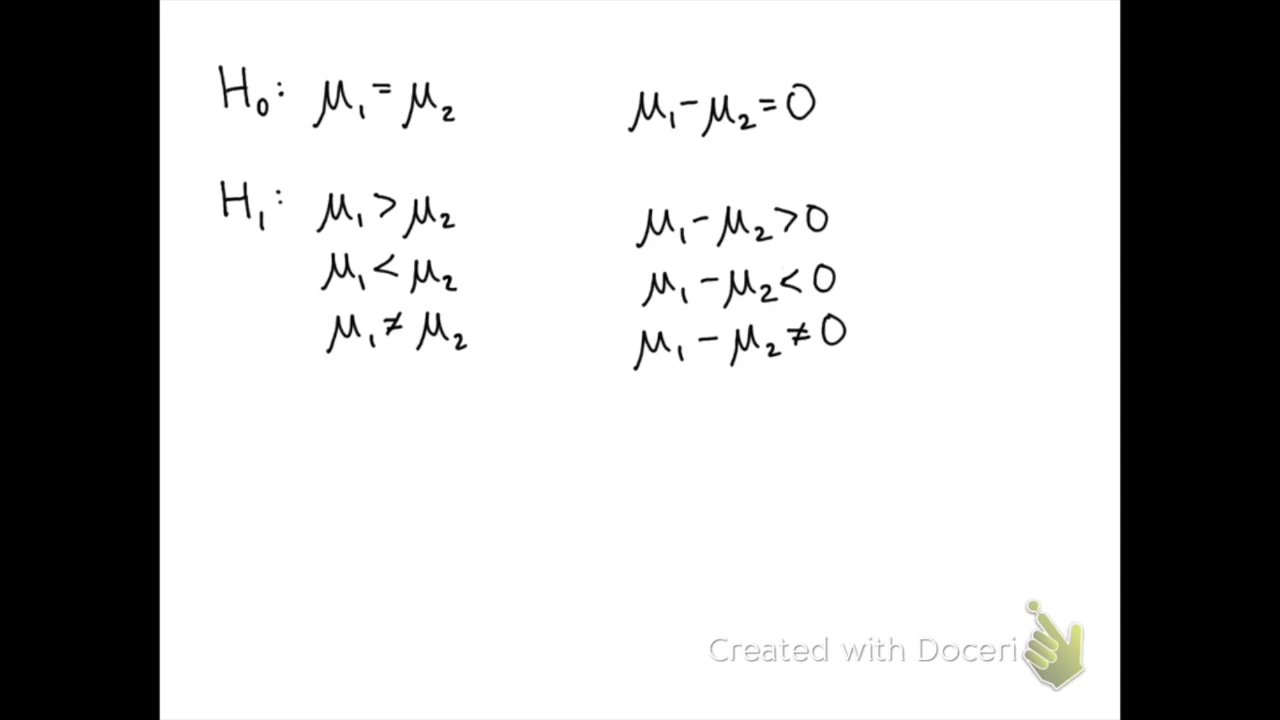 H₀: μ₁ = μ₂ μ₁ - μ₂ = 0
H₁: μ₁ > μ₂ μ₁ - μ₂ > 0
μ₁ < μ₂ μ₁ - μ₂ < 0
μ₁ ≠ μ₂ μ₁ - μ₂ ≠ 0
Created with Doceri